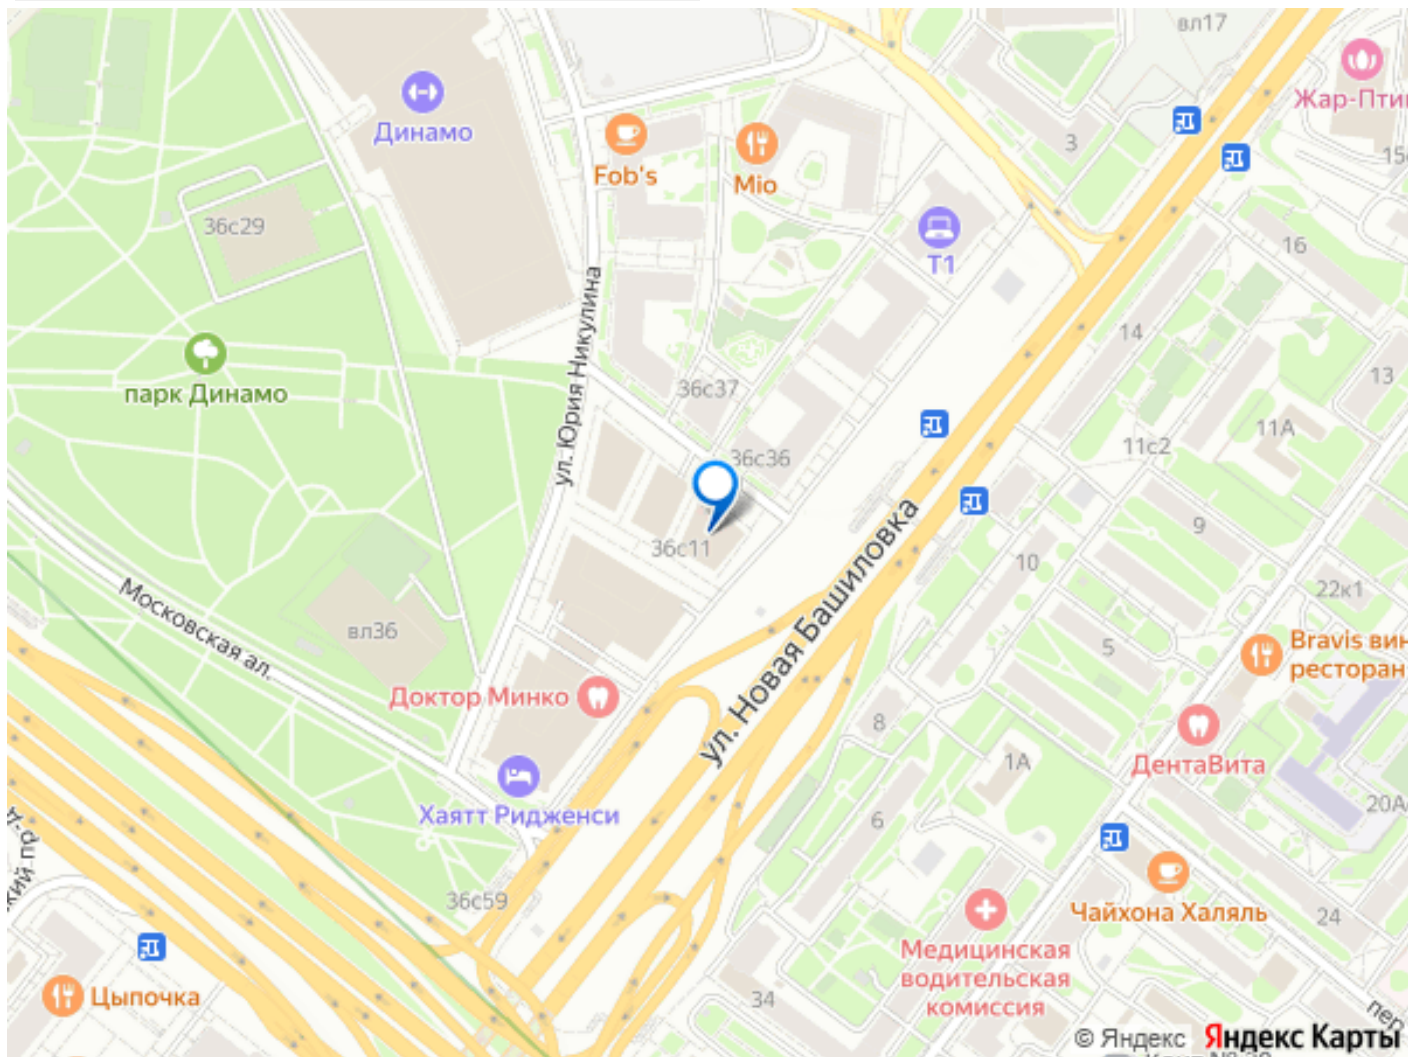 вл17
Жар-Пти
Динамо
3
15
Fob's
Mio
36с29
T1
16
ул. Юрия Никулина
14
парк Динамо
36с37
13
11А
11с2
36с36
36с11
9
10
ул. Новая Башиловка
22к1
Московская ал.
вл36
5
Bravis вин
ресторан
Доктор Минко
8
1А
ДентаВита
Хаятт Ридженси
20А
6
36с59
Чайхона Халяль
24
Медицинская
водительская
комиссия
Цыпочка
34
пер
© Яндекс Яндекс Карты